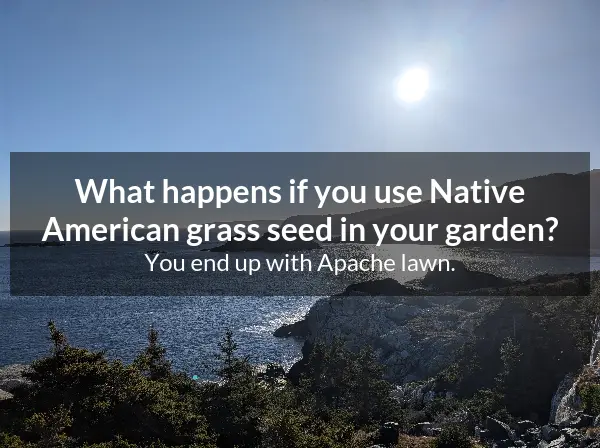 What happens if you use Native
American grass seed in your garden?
You end up with Apache lawn.